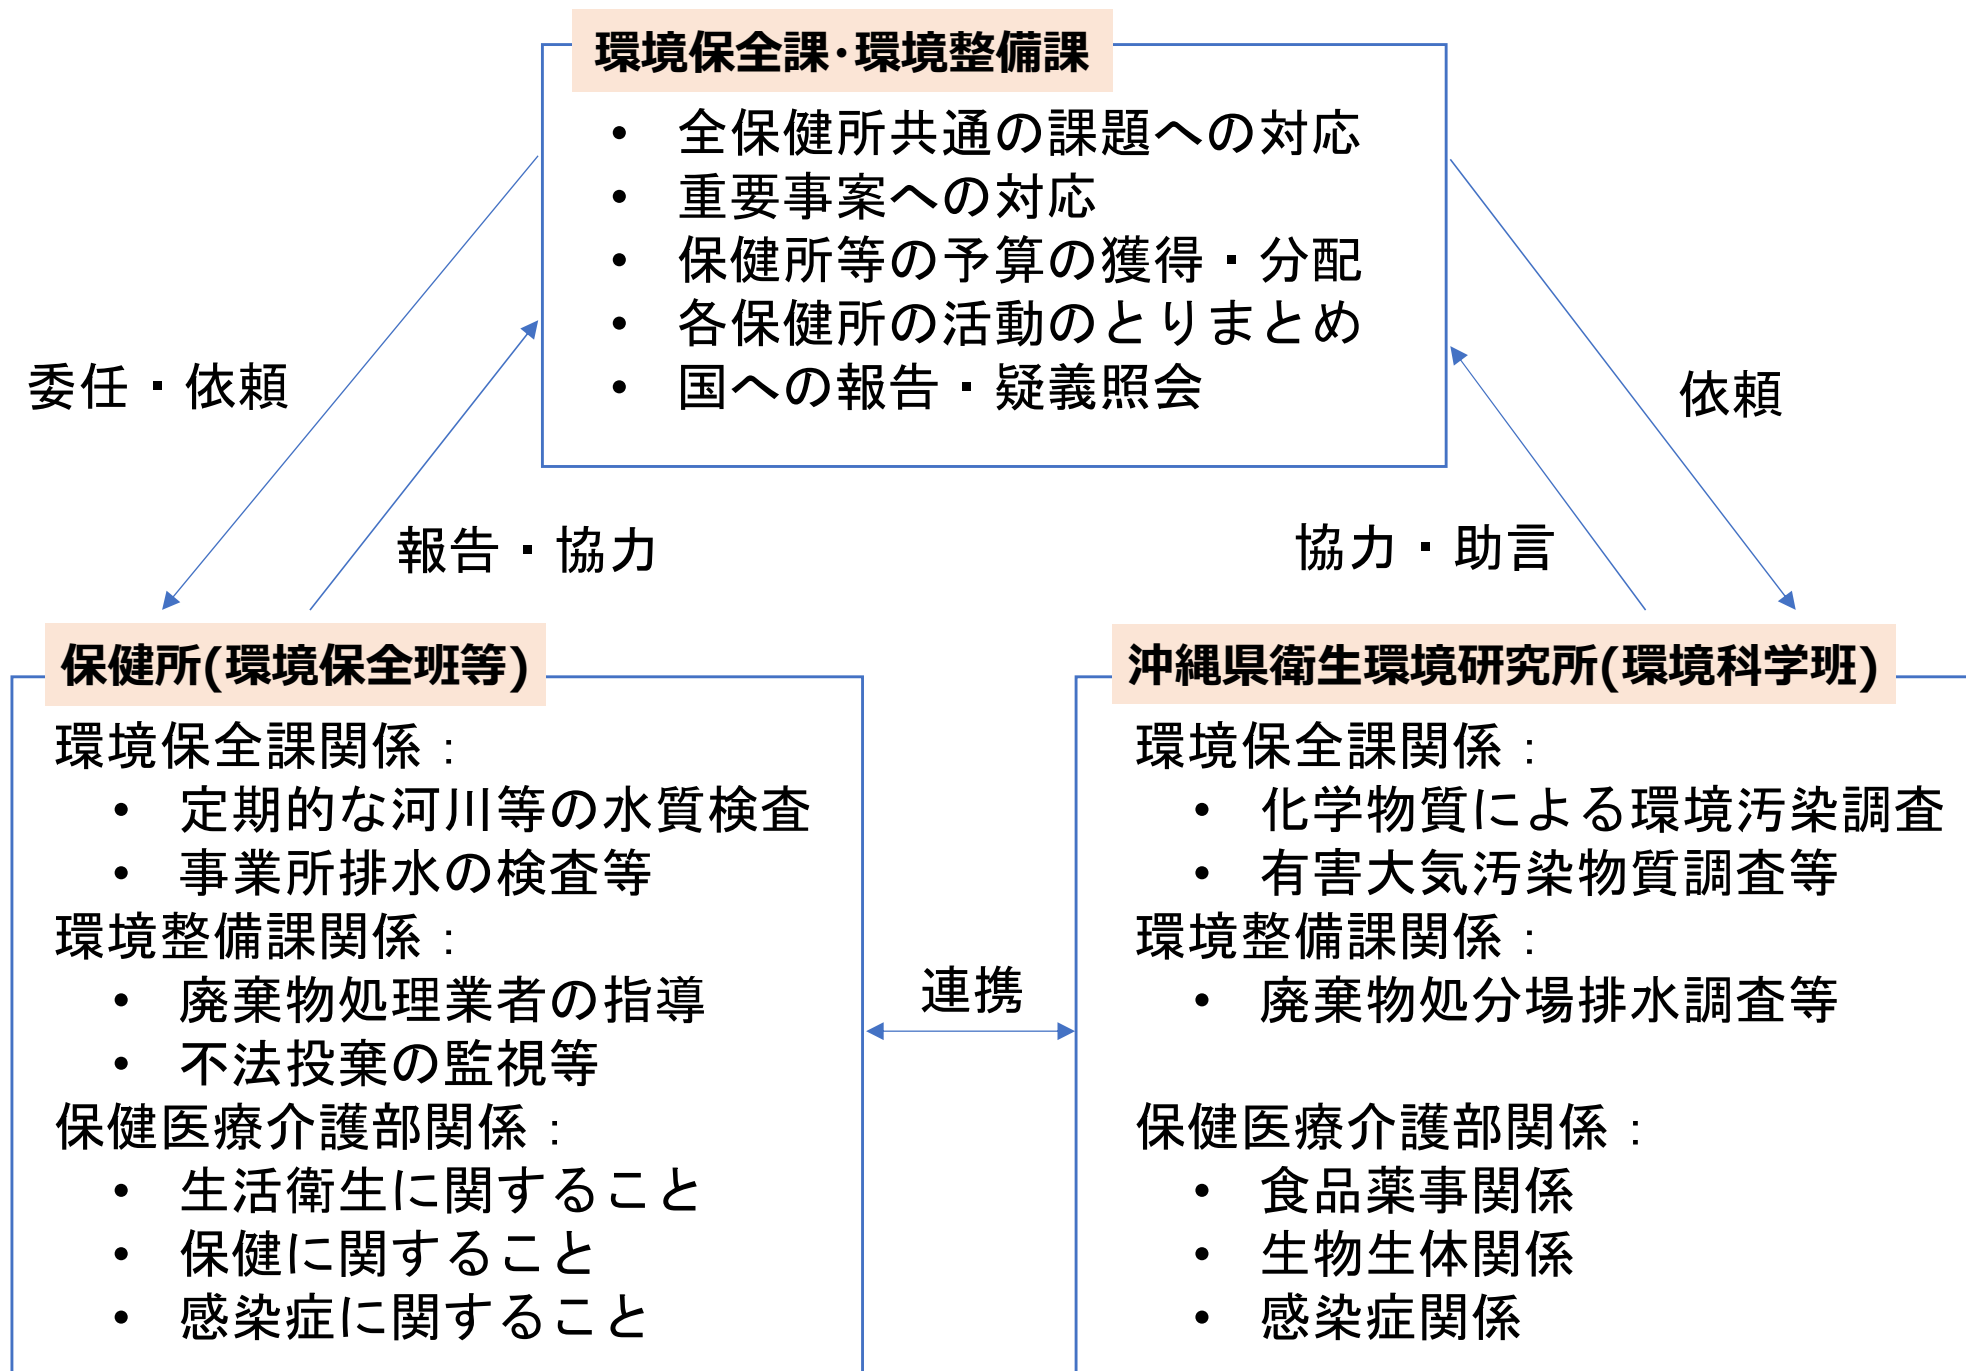 環境保全課･環境整備課
• 全保健所共通の課題への対応
• 重要事案への対応
• 保健所等の予算の獲得・分配
• 各保健所の活動のとりまとめ
• 国への報告・疑義照会
委任・依頼
依頼
報告・協力
協力・助言
保健所(環境保全班等)
環境保全課関係：
• 定期的な河川等の水質検査
• 事業所排水の検査等
環境整備課関係：
• 廃棄物処理業者の指導
• 不法投棄の監視等
保健医療介護部関係：
• 生活衛生に関すること
• 保健に関すること
• 感染症に関すること
連携
沖縄県衛生環境研究所(環境科学班)
環境保全課関係：
• 化学物質による環境汚染調査
• 有害大気汚染物質調査等
環境整備課関係：
• 廃棄物処分場排水調査等
保健医療介護部関係：
• 食品薬事関係
• 生物生体関係
• 感染症関係